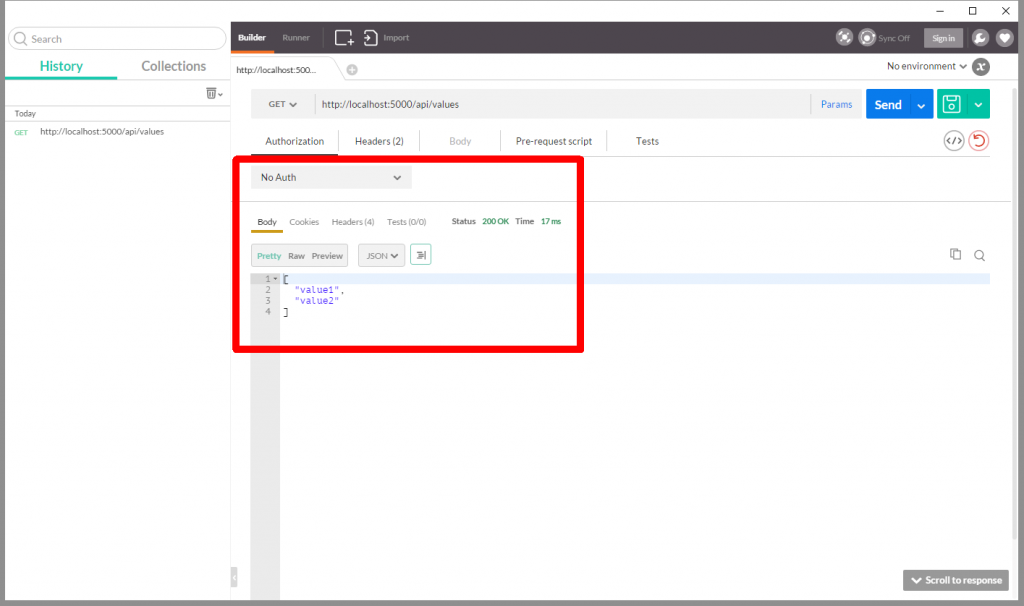 Search
History Collections
Today
GET http://localhost:5000/api/values
Builder Runner Import Sync Off Sign in
http://localhost:500... No environment
GET http://localhost:5000/api/values Params Send
Authorization Headers (2) Body Pre-request script Tests
No Auth
Body Cookies Headers (4) Tests (0/0) Status 200 OK Time 17 ms
Pretty Raw Preview JSON
1 [
2 "value1",
3 "value2"
4 ]
Scroll to response